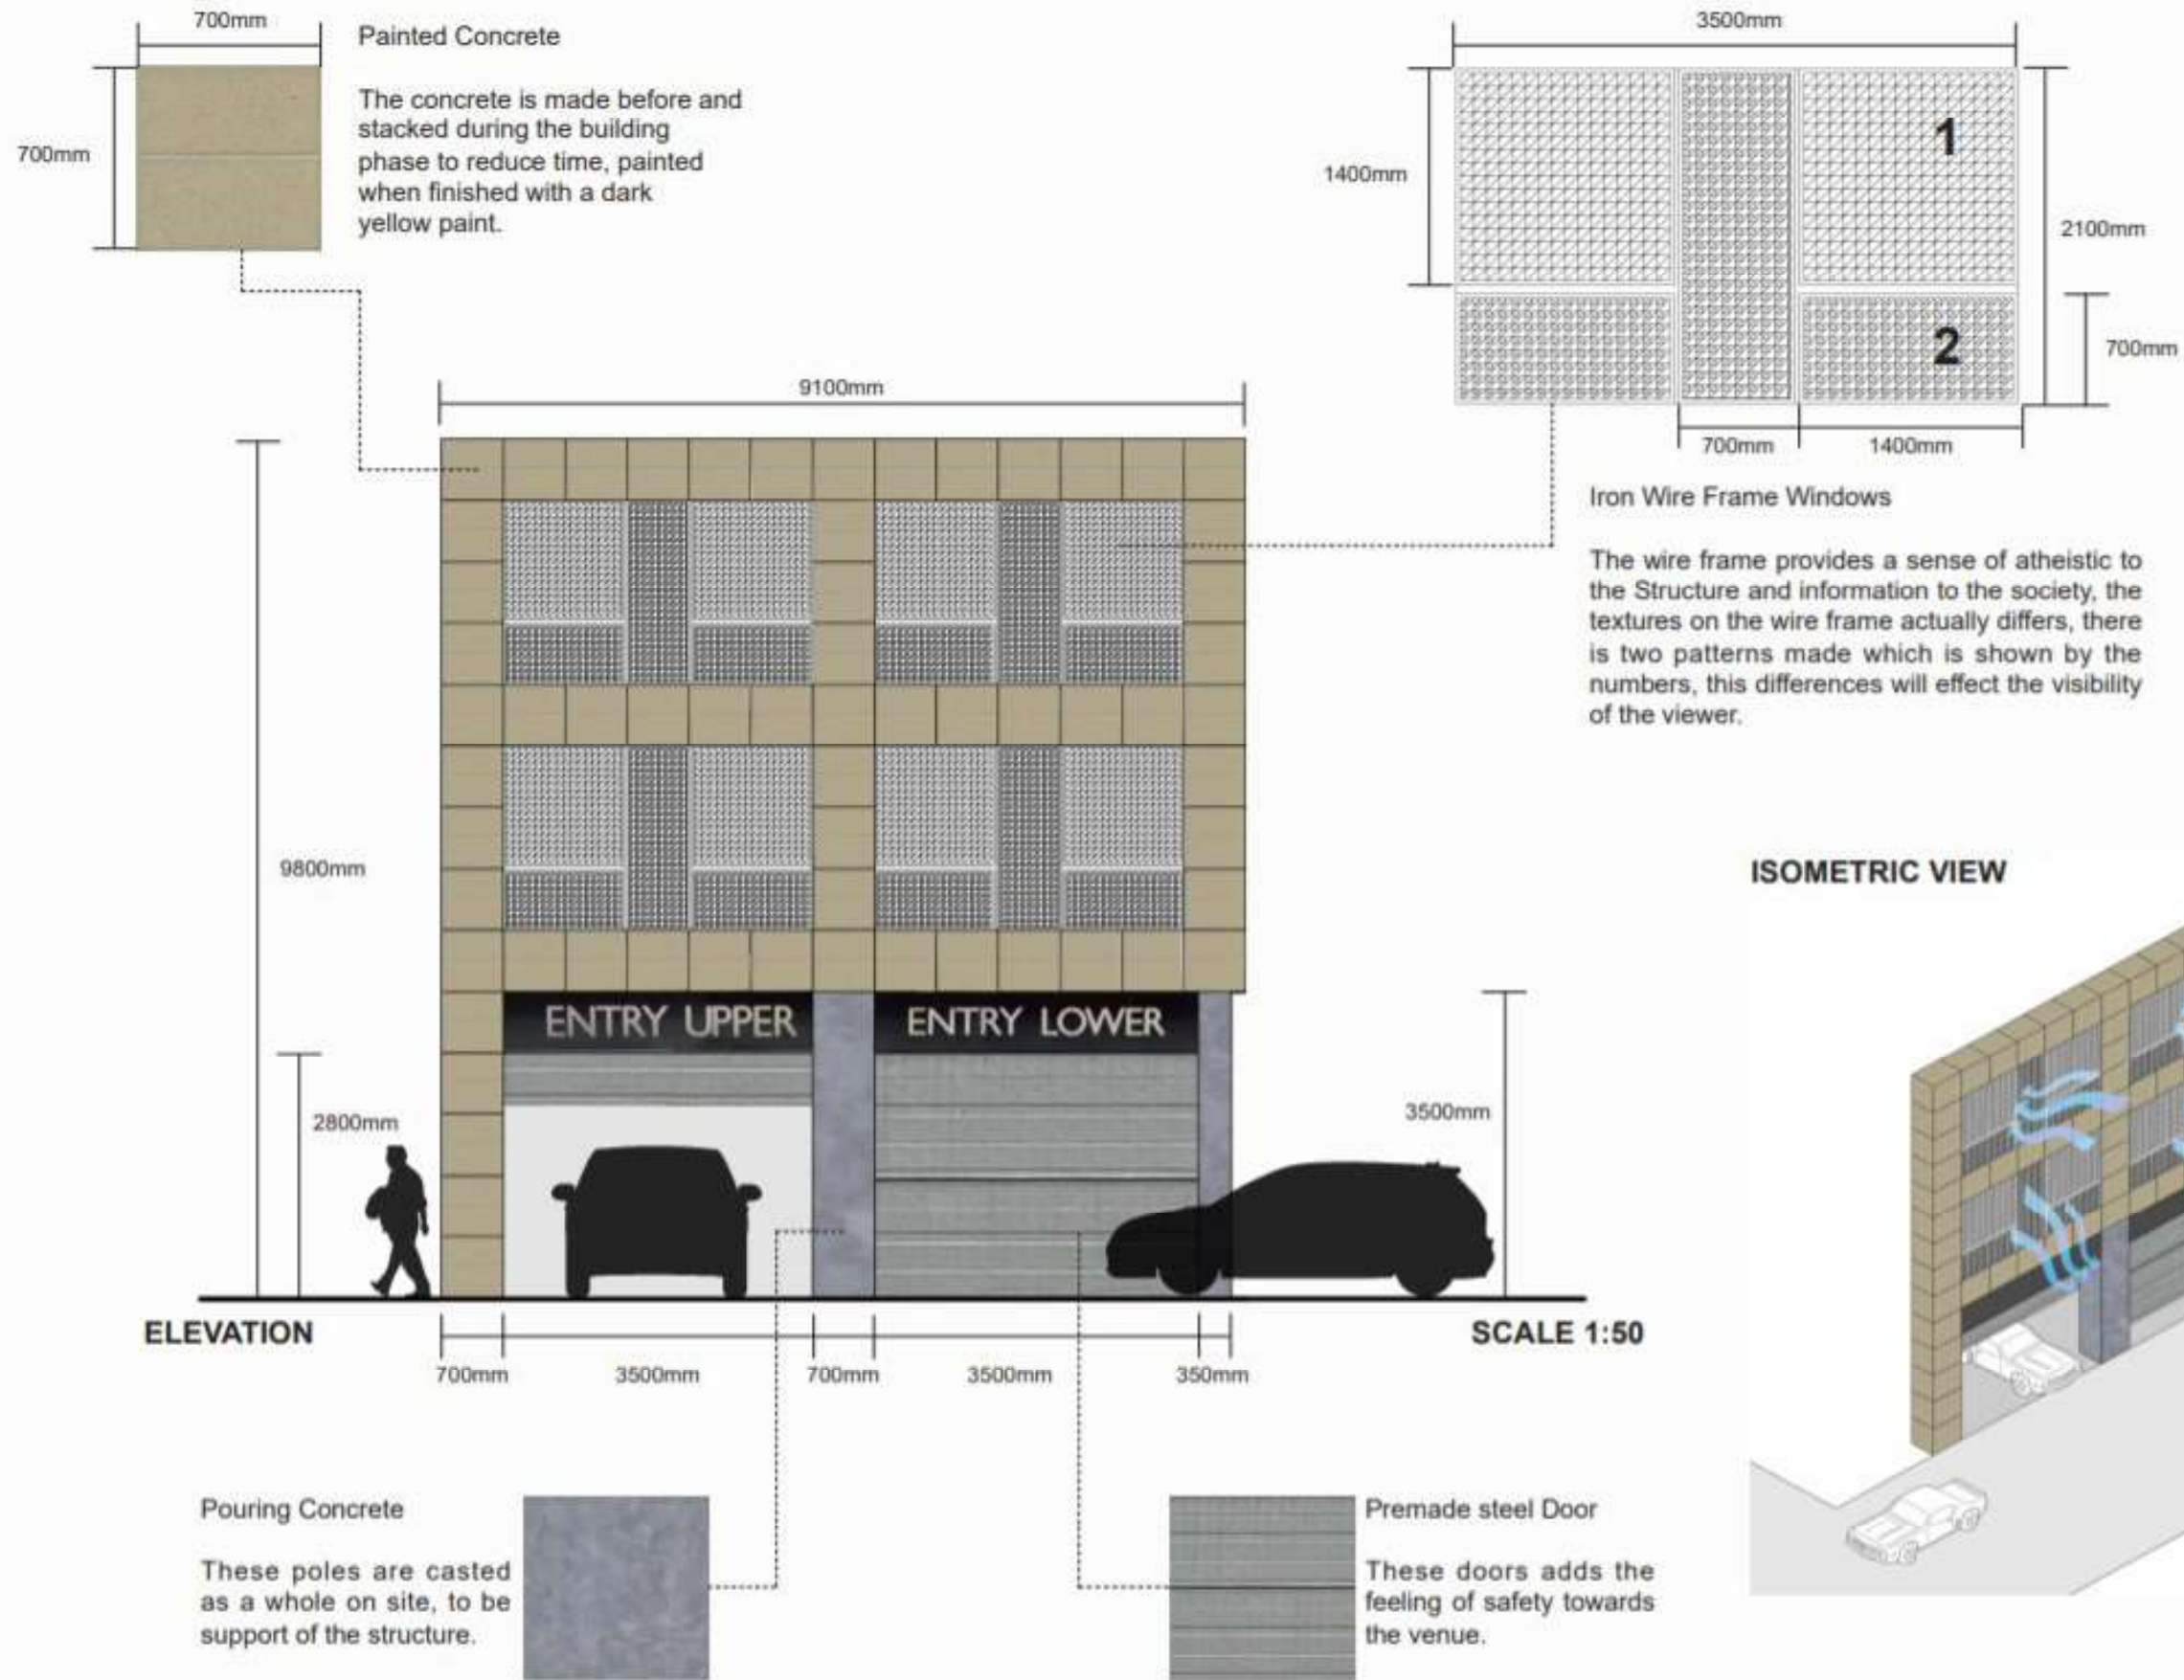 700mm
700mm
Painted Concrete
The concrete is made before and
stacked during the building
phase to reduce time, painted
when finished with a dark
yellow paint.
3500mm
1400mm
1
2
2100mm
700mm
700mm
1400mm
Iron Wire Frame Windows
The wire frame provides a sense of atheistic to
the Structure and information to the society, the
textures on the wire frame actually differs, there
is two patterns made which is shown by the
numbers, this differences will effect the visibility
of the viewer.
9100mm
9800mm
2800mm
ENTRY UPPER
ENTRY LOWER
3500mm
ELEVATION
SCALE 1:50
700mm
3500mm
700mm
3500mm
350mm
ISOMETRIC VIEW
Pouring Concrete
These poles are casted
as a whole on site, to be
support of the structure.
Premade steel Door
These doors adds the
feeling of safety towards
the venue.